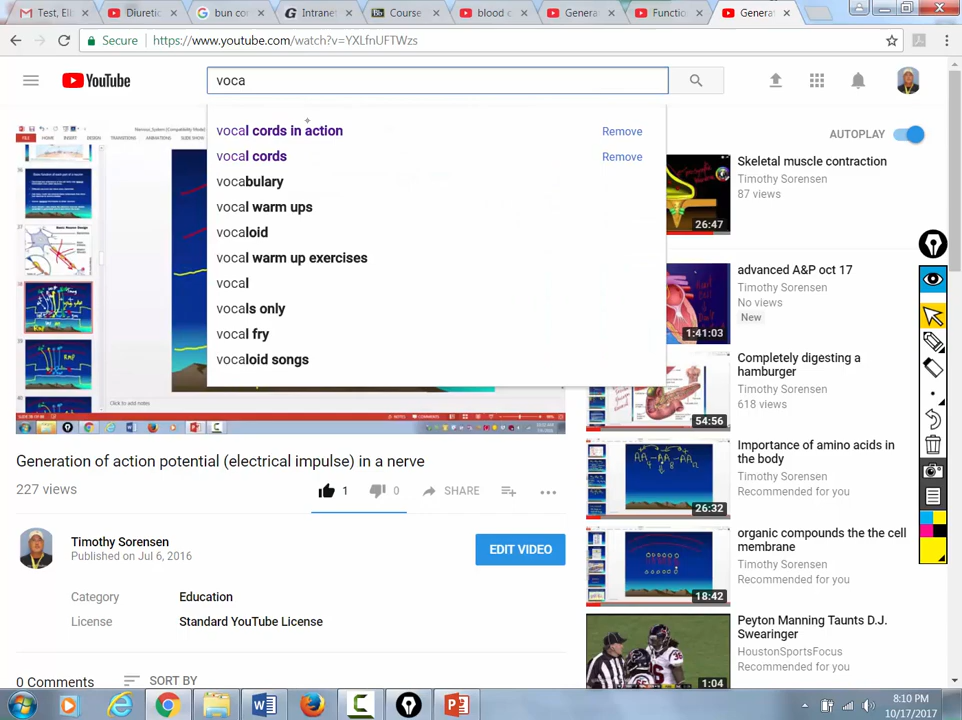 Test, Eli
Diuretic
bun co
Intranet
Bb Course
blood c
Genera
Functio
Genera
Secure
https://www.youtube.com/watch?v=YXLfnUFTWzs
YouTube
voca
vocal cords in action Remove
vocal cords Remove
vocabulary
vocal warm ups
vocaloid
vocal warm up exercises
vocal
vocals only
vocal fry
vocaloid songs
Click to add notes
Generation of action potential (electrical impulse) in a nerve
227 views
1
0
SHARE
Timothy Sorensen
Published on Jul 6, 2016
EDIT VIDEO
Category Education
License Standard YouTube License
0 Comments
SORT BY
AUTOPLAY
Skeletal muscle contraction
Timothy Sorensen
87 views
26:47
advanced A&P oct 17
Timothy Sorensen
No views
New
1:41:03
Completely digesting a
hamburger
Timothy Sorensen
618 views
54:56
Importance of amino acids in
the body
Timothy Sorensen
Recommended for you
26:32
organic compounds the the cell
membrane
Timothy Sorensen
Recommended for you
18:42
Peyton Manning Taunts D.J.
Swearinger
HoustonSportsFocus
Recommended for you
1:04
8:10 PM
10/17/2017